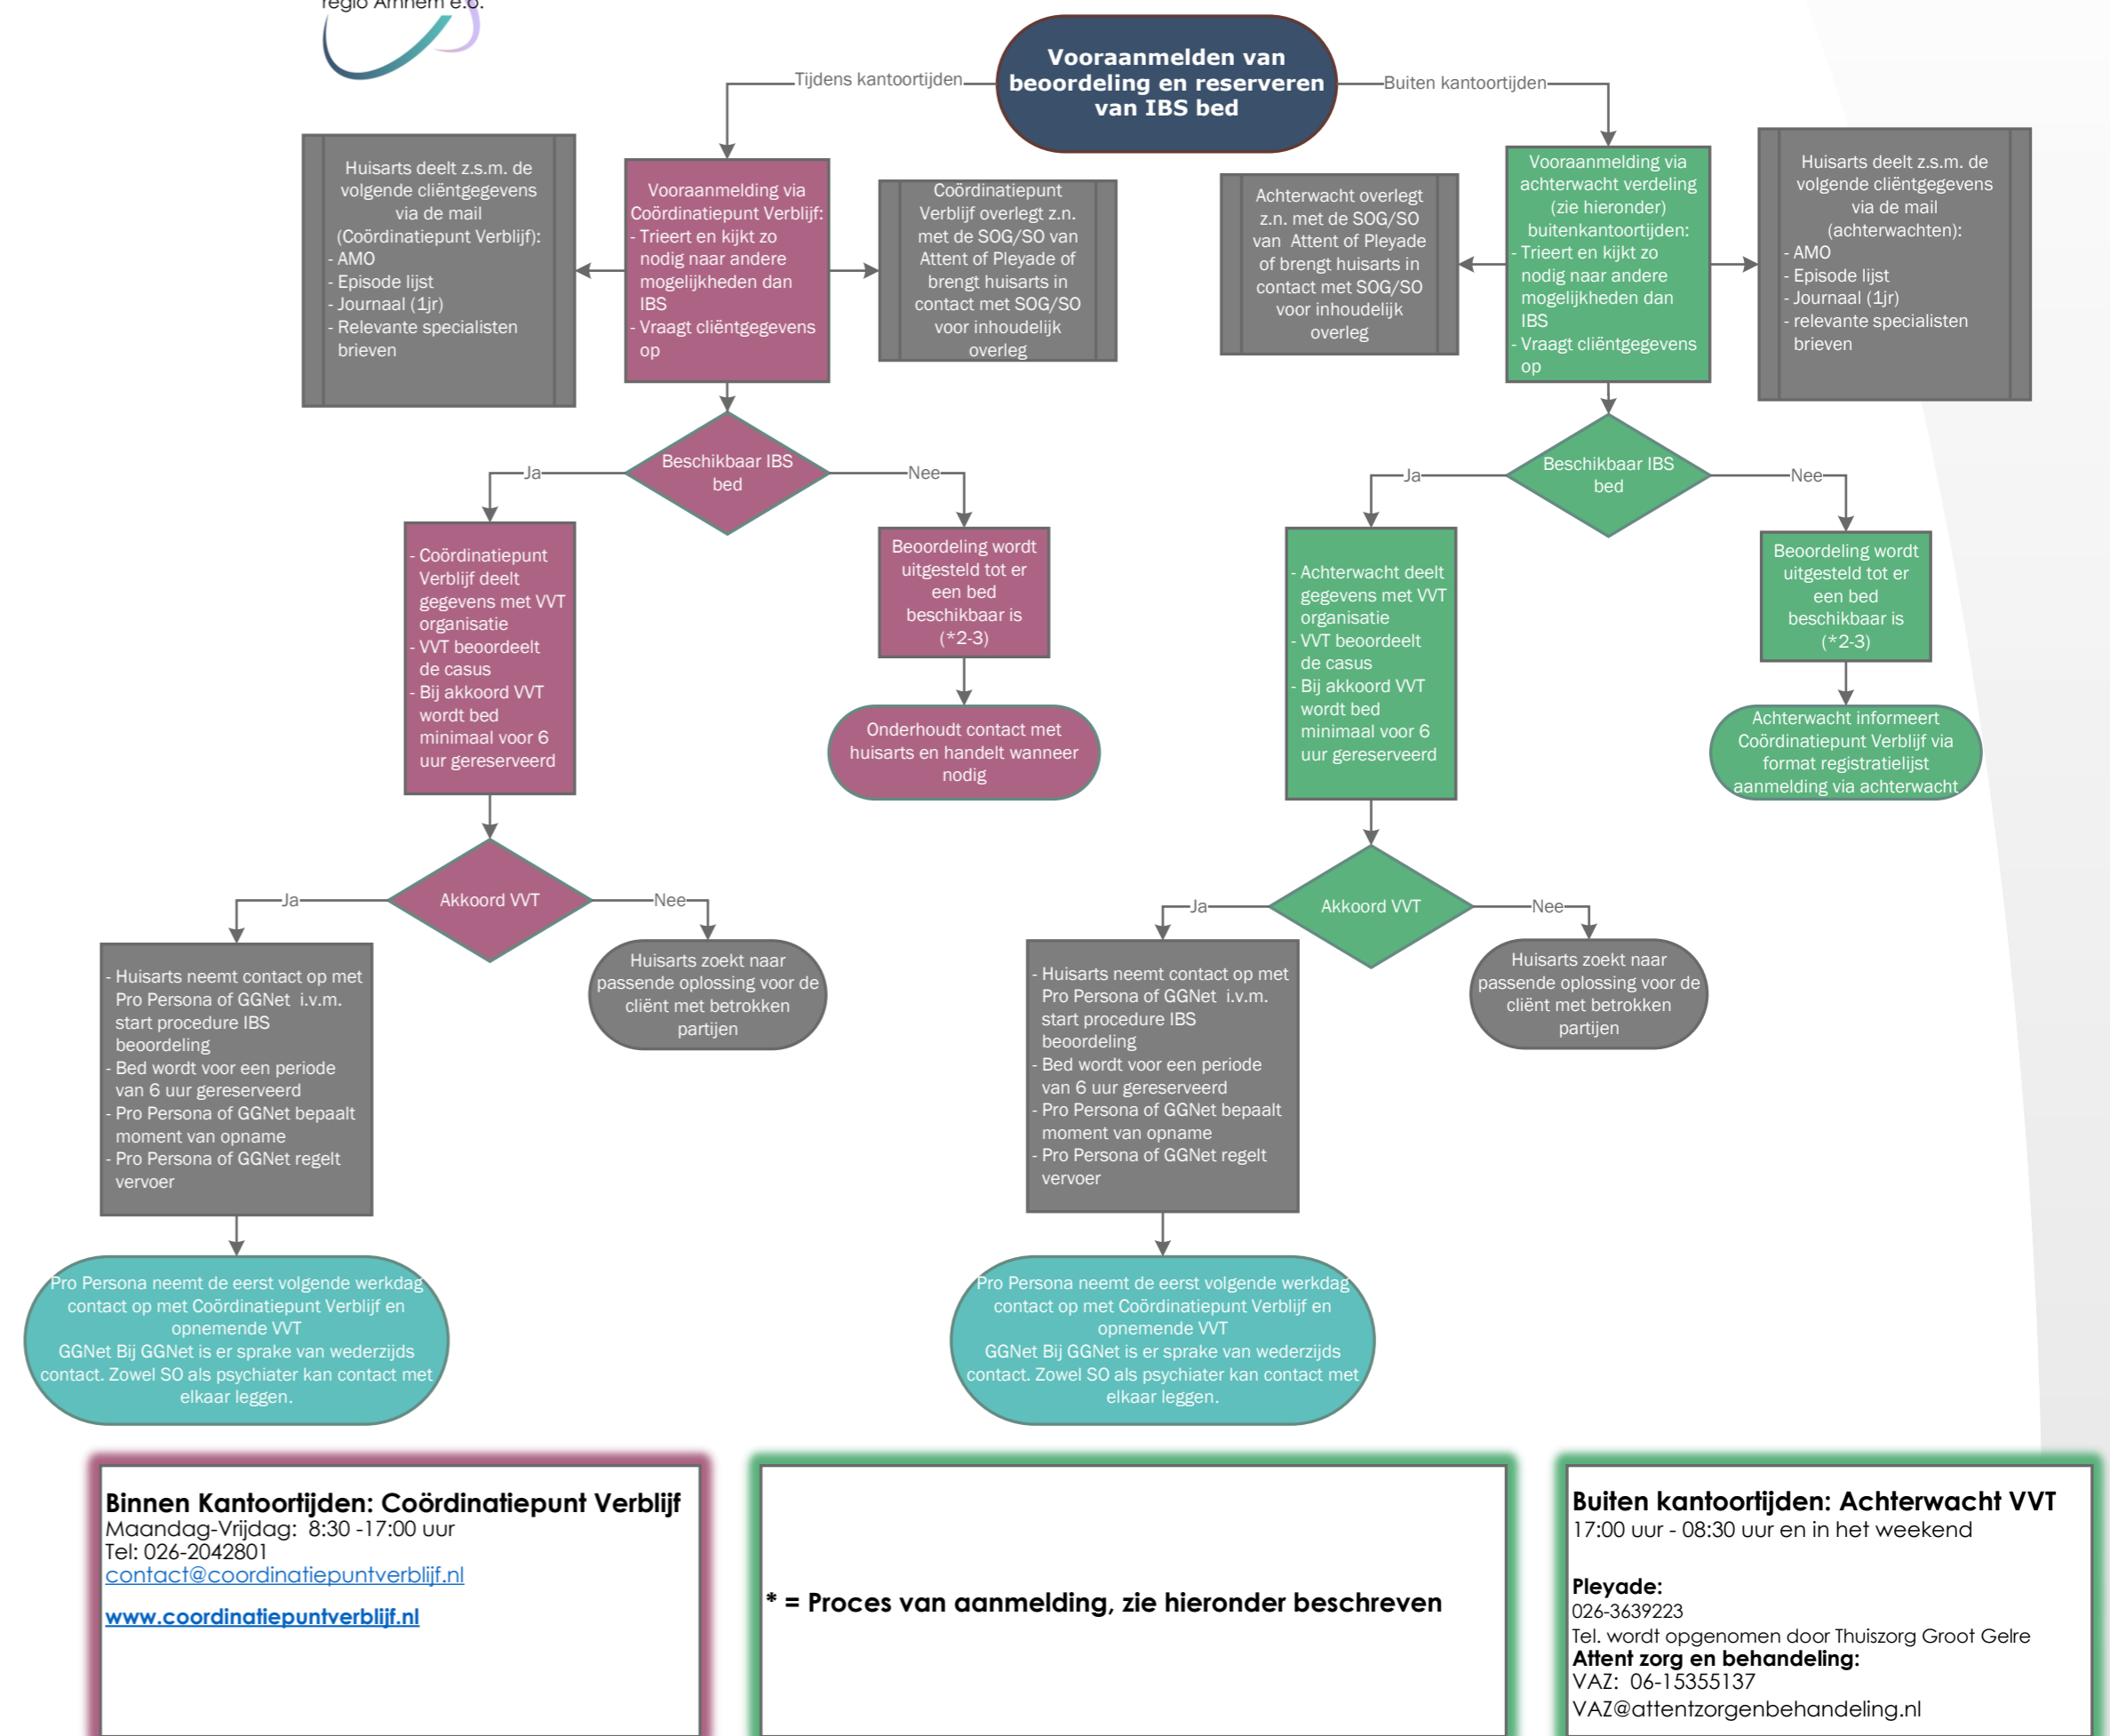 regio Arnhem e.o.
Vooraanmelden van
beoordeling en reserveren
van IBS bed
Tijdens kantoortijden
Buiten kantoortijden
Huisarts deelt z.s.m. de
volgende cliëntgegevens
via de mail
(Coördinatiepunt Verblijf):
- AMO
- Episode lijst
- Journaal (1jr)
- Relevante specialisten
brieven
Vooraanmelding via
Coördinatiepunt Verblijf:
- Trieert en kijkt zo
nodig naar andere
mogelijkheden dan
IBS
- Vraagt cliëntgegevens
op
Coördinatiepunt
Verblijf overlegt z.n.
met de SOG/SO van
Attent of Pleyade of
brengt huisarts in
contact met SOG/SO
voor inhoudelijk
overleg
Achterwacht overlegt
z.n. met de SOG/SO
van Attent of Pleyade
of brengt huisarts in
contact met SOG/SO
voor inhoudelijk
overleg
Vooraanmelding via
achterwacht verdeling
(zie hieronder)
buitenkantoortijden:
- Trieert en kijkt zo
nodig naar andere
mogelijkheden dan
IBS
- Vraagt cliëntgegevens
op
Huisarts deelt z.s.m. de
volgende cliëntgegevens
via de mail
(achterwachten):
- AMO
- Episode lijst
- Journaal (1jr)
- relevante specialisten
brieven
Beschikbaar IBS
bed
Ja
Nee
Beschikbaar IBS
bed
Ja
Nee
- Coördinatiepunt
Verblijf deelt
gegevens met VVT
organisatie
- VVT beoordeelt
de casus
- Bij akkoord VVT
wordt bed
minimaal voor 6
uur gereserveerd
Beoordeling wordt
uitgesteld tot er
een bed
beschikbaar is
(*2-3)
Onderhoudt contact met
huisarts en handelt wanneer
nodig
- Achterwacht deelt
gegevens met VVT
organisatie
- VVT beoordeelt
de casus
- Bij akkoord VVT
wordt bed
minimaal voor 6
uur gereserveerd
Beoordeling wordt
uitgesteld tot er
een bed
beschikbaar is
(*2-3)
Achterwacht informeert
Coördinatiepunt Verblijf via
format registratielijst
aanmelding via achterwacht
Akkoord VVT
Ja
Nee
Akkoord VVT
Ja
Nee
- Huisarts neemt contact op met
Pro Persona of GGNet i.v.m.
start procedure IBS
beoordeling
- Bed wordt voor een periode
van 6 uur gereserveerd
- Pro Persona of GGNet bepaalt
moment van opname
- Pro Persona of GGNet regelt
vervoer
Huisarts zoekt naar
passende oplossing voor de
cliënt met betrokken
partijen
- Huisarts neemt contact op met
Pro Persona of GGNet i.v.m.
start procedure IBS
beoordeling
- Bed wordt voor een periode
van 6 uur gereserveerd
- Pro Persona of GGNet bepaalt
moment van opname
- Pro Persona of GGNet regelt
vervoer
Huisarts zoekt naar
passende oplossing voor de
cliënt met betrokken
partijen
Pro Persona neemt de eerst volgende werkdag
contact op met Coördinatiepunt Verblijf en
opnemende VVT
GGNet Bij GGNet is er sprake van wederzijds
contact. Zowel SO als psychiater kan contact met
elkaar leggen.
Pro Persona neemt de eerst volgende werkdag
contact op met Coördinatiepunt Verblijf en
opnemende VVT
GGNet Bij GGNet is er sprake van wederzijds
contact. Zowel SO als psychiater kan contact met
elkaar leggen.
Binnen Kantoortijden: Coördinatiepunt Verblijf
Maandag-Vrijdag: 8:30 -17:00 uur
Tel: 026-2042801
contact@coordinatiepuntverblijf.nl
www.coordinatiepuntverblijf.nl
* = Proces van aanmelding, zie hieronder beschreven
Buiten kantoortijden: Achterwacht VVT
17:00 uur - 08:30 uur en in het weekend
Pleyade:
026-3639223
Tel. wordt opgenomen door Thuiszorg Groot Gelre
Attent zorg en behandeling:
VAZ: 06-15355137
VAZ@attentzorgenbehandeling.nl